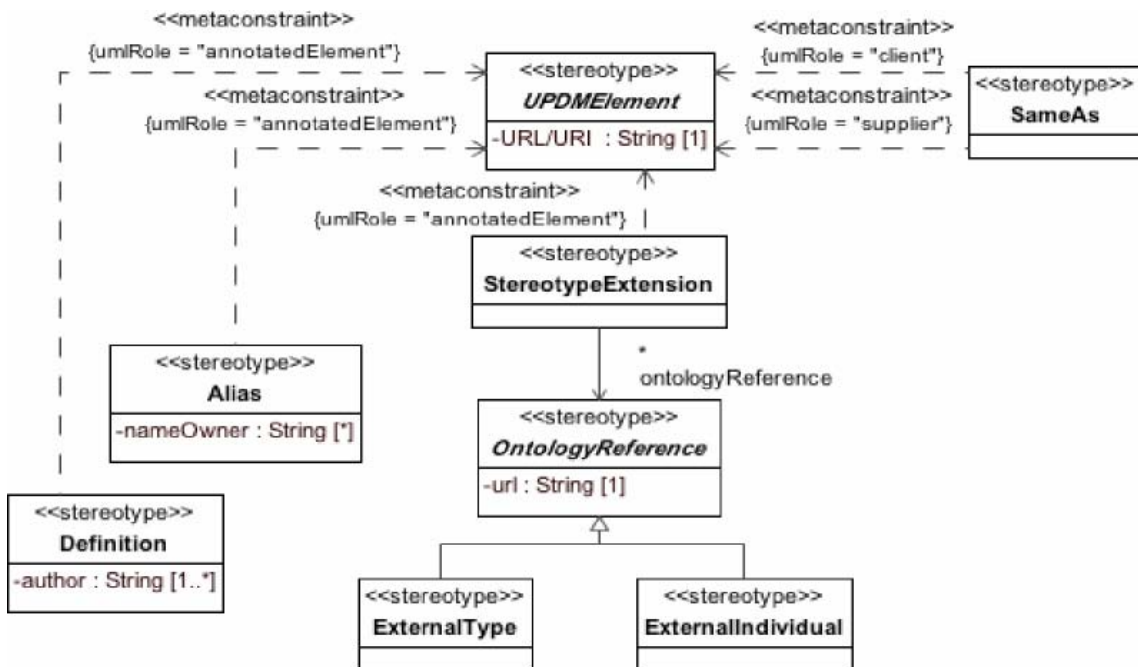 <<metaconstraint>>
{umlRole = "annotatedElement"}
<<metaconstraint>>
{umlRole = "annotatedElement"}
<<stereotype>>
UPDMElement
-URL/URI : String [1]
<<metaconstraint>>
{umlRole = "client"}
<<metaconstraint>>
{umlRole = "supplier"}
<<stereotype>>
SameAs
<<metaconstraint>>
{umlRole = "annotatedElement"}
<<stereotype>>
StereotypeExtension
*
ontologyReference
<<stereotype>>
Alias
-nameOwner : String [*]
<<stereotype>>
OntologyReference
-url : String [1]
<<stereotype>>
Definition
-author : String [1..*]
<<stereotype>>
ExternalType
<<stereotype>>
ExternalIndividual